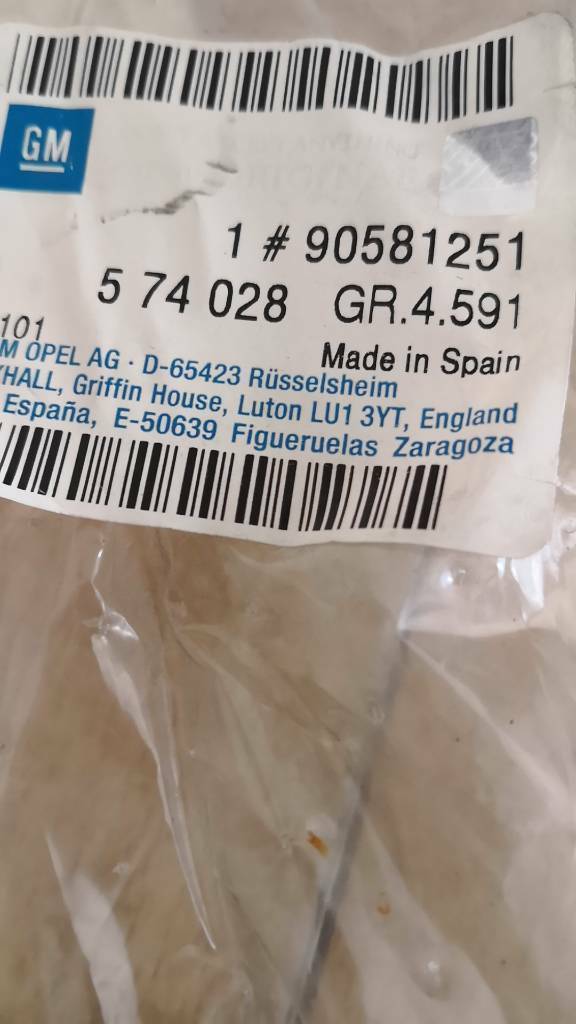 GM
1 # 90581251
5 74 028 GR.4.591
101
Made in Spain
M OPEL AG · D-65423 Rüsselsheim
HALL, Griffin House, Luton LU1 3YT, England
España, E-50639 Figueruelas Zaragoza